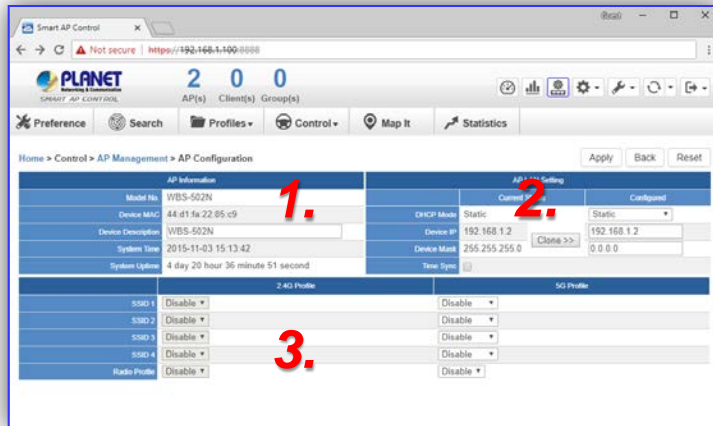 Smart AP Control
Not secure | https://192.168.1.100:8888
PLANET
Networking & Communication
SMART AP CONTROL
2 0 0
AP(s) Client(s) Group(s)
Preference Search Profiles Control Map It Statistics
Home > Control > AP Management > AP Configuration
Apply Back Reset
AP Information
Model No WBS-502N
Device MAC 44:d1:fa:22:85:c9
Device Description WBS-502N
System Time 2015-11-03 15:13:42
System Uptime 4 day 20 hour 36 minute 51 second
1.
AP LAN Setting
Current Configured
2.
DHCP Mode Static Static
Device IP 192.168.1.2 Clone >> 192.168.1.2
Device Mask 255.255.255.0 0.0.0.0
Time Sync
2.4G Profile 5G Profile
SSID 1 Disable Disable
SSID 2 Disable Disable
SSID 3 Disable Disable
SSID 4 Disable Disable
Radio Profile Disable Disable
3.